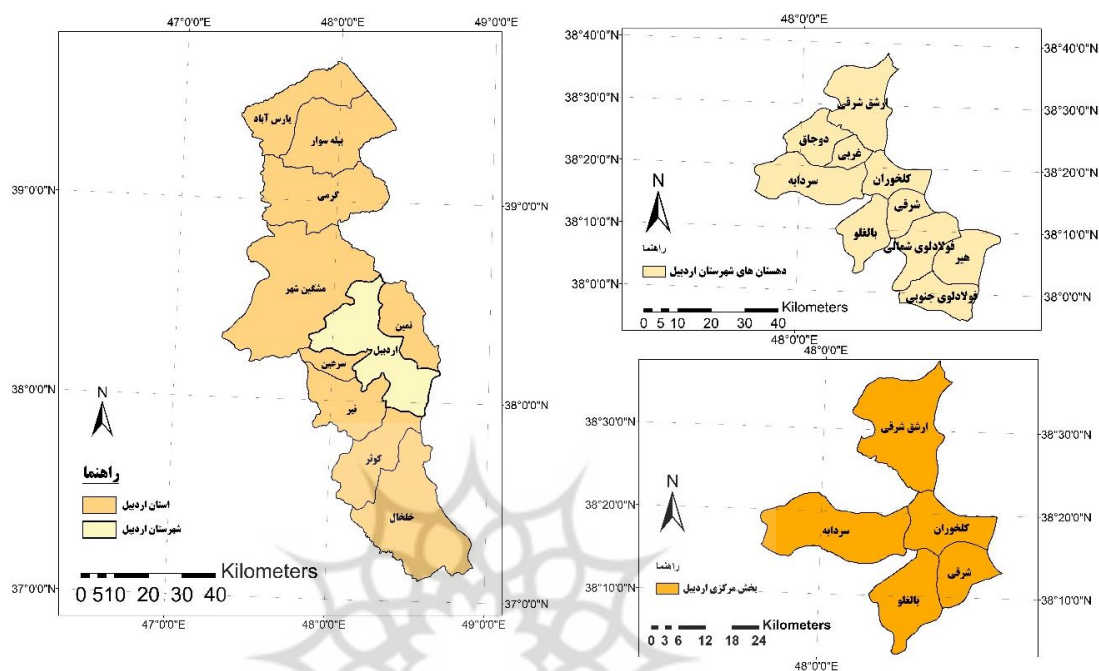 47°0'0"E
48°0'0"E
49°0'0"E
39°0'0"N
39°0'0"N
38°0'0"N
38°0'0"N
37°0'0"N
37°0'0"N
47°0'0"E
48°0'0"E
49°0'0"E
پارس آباد
بیله سوار
گرمی
مشگین شهر
نمین
اردبیل
سرعین
نیر
کوثر
خلخال
N
راهنما
استان اردبیل
شهرستان اردبیل
Kilometers
0 5 10 20 30 40
48°0'0"E
38°40'0"N
38°40'0"N
38°30'0"N
38°30'0"N
38°20'0"N
38°20'0"N
38°10'0"N
38°10'0"N
38°0'0"N
38°0'0"N
48°0'0"E
ارشق شرقی
دوجاق
غربی
سردابه
کلخوران
شرقی
بالغلو
فولادلوی شمالی
هیر
فولادلوی جنوبی
N
راهنما
دهستان های شهرستان اردبیل
Kilometers
0 5 10 20 30 40
48°0'0"E
38°30'0"N
38°30'0"N
38°20'0"N
38°20'0"N
38°10'0"N
38°10'0"N
48°0'0"E
ارشق شرقی
سردابه
کلخوران
شرقی
بالغلو
N
راهنما
بخش مرکزی اردبیل
Kilometers
0 3 6 12 18 24